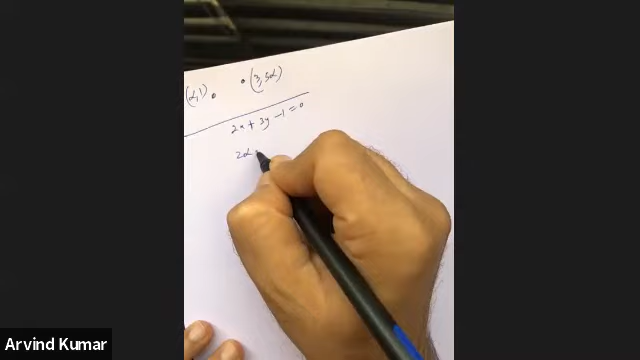 (α,1) • • (3,5α)
2x + 3y - 1 = 0
2α
Arvind Kumar